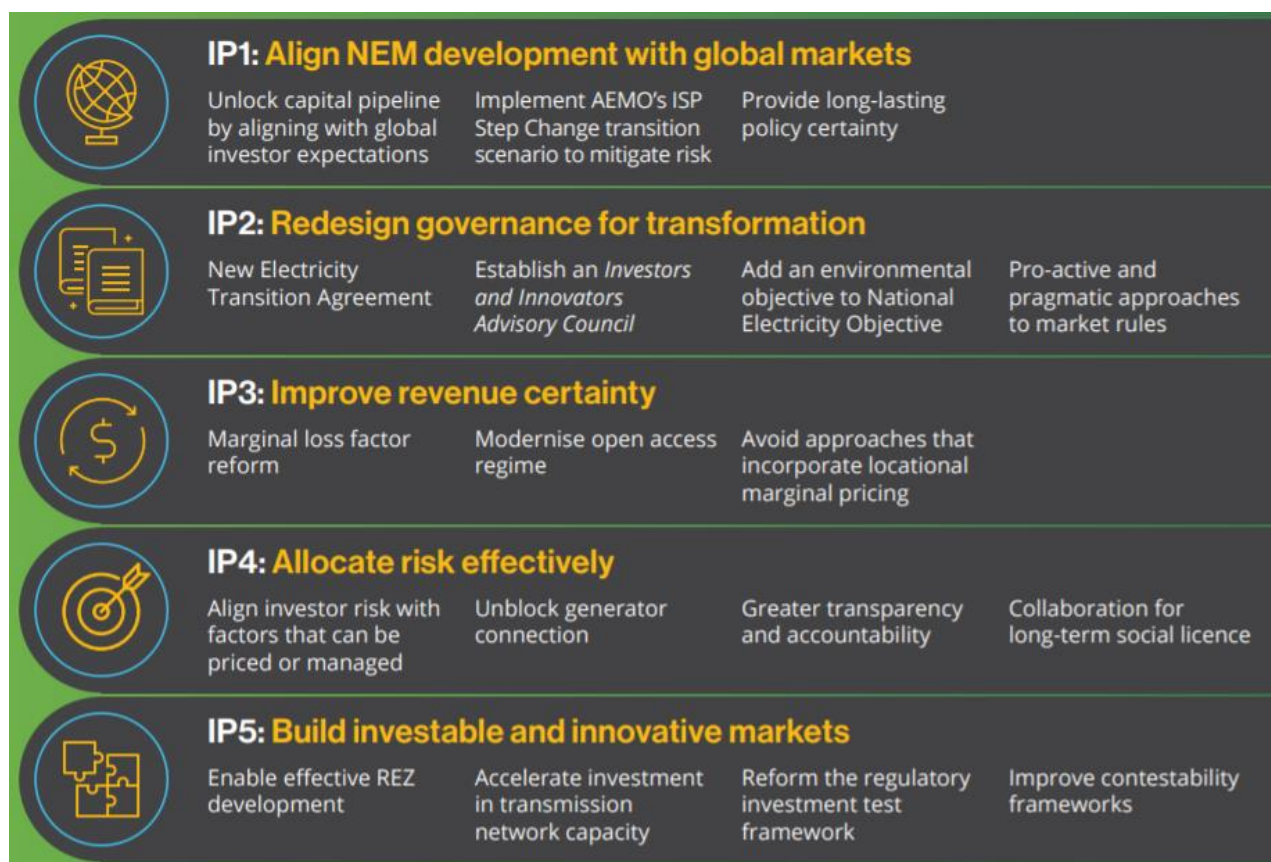 IP1: Align NEM development with global markets
Unlock capital pipeline
by aligning with global
investor expectations
Implement AEMO's ISP
Step Change transition
scenario to mitigate risk
Provide long-lasting
policy certainty
IP2: Redesign governance for transformation
New Electricity
Transition Agreement
Establish an Investors
and Innovators
Advisory Council
Add an environmental
objective to National
Electricity Objective
Pro-active and
pragmatic approaches
to market rules
IP3: Improve revenue certainty
Marginal loss factor
reform
Modernise open access
regime
Avoid approaches that
incorporate locational
marginal pricing
IP4: Allocate risk effectively
Align investor risk with
factors that can be
priced or managed
Unblock generator
connection
Greater transparency
and accountability
Collaboration for
long-term social licence
IP5: Build investable and innovative markets
Enable effective REZ
development
Accelerate investment
in transmission
network capacity
Reform the regulatory
investment test
framework
Improve contestability
frameworks